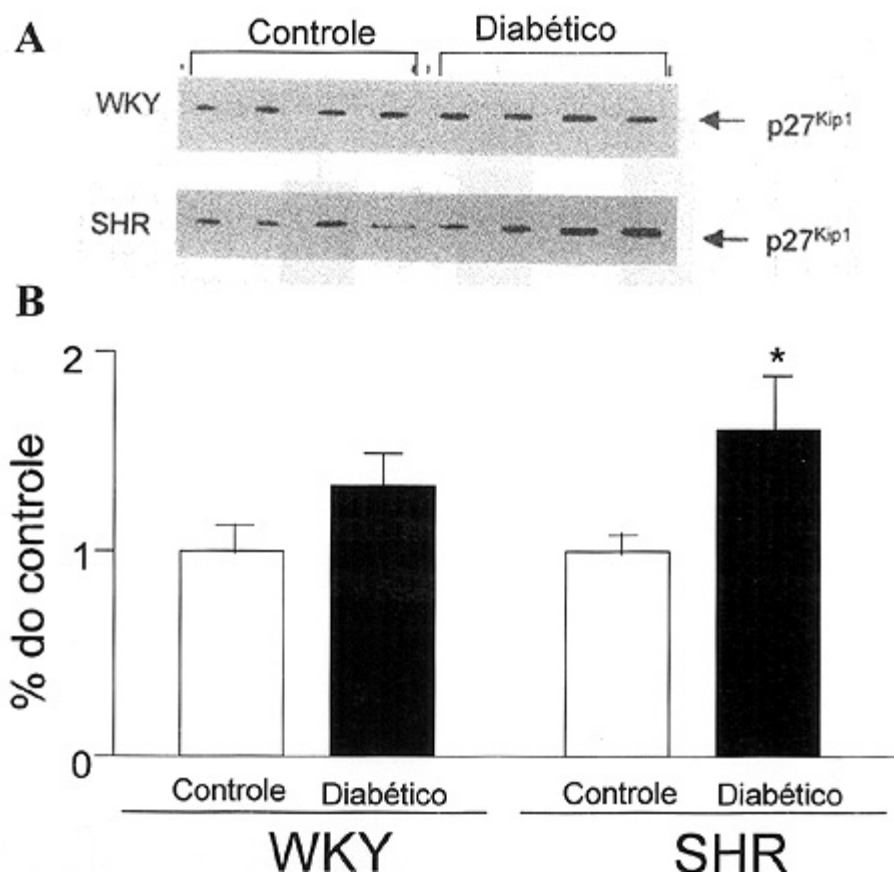 A
Controle Diabético
WKY p27Kip1
SHR p27Kip1
B
2
*
% do controle
1
0
Controle Diabético Controle Diabético
WKY SHR